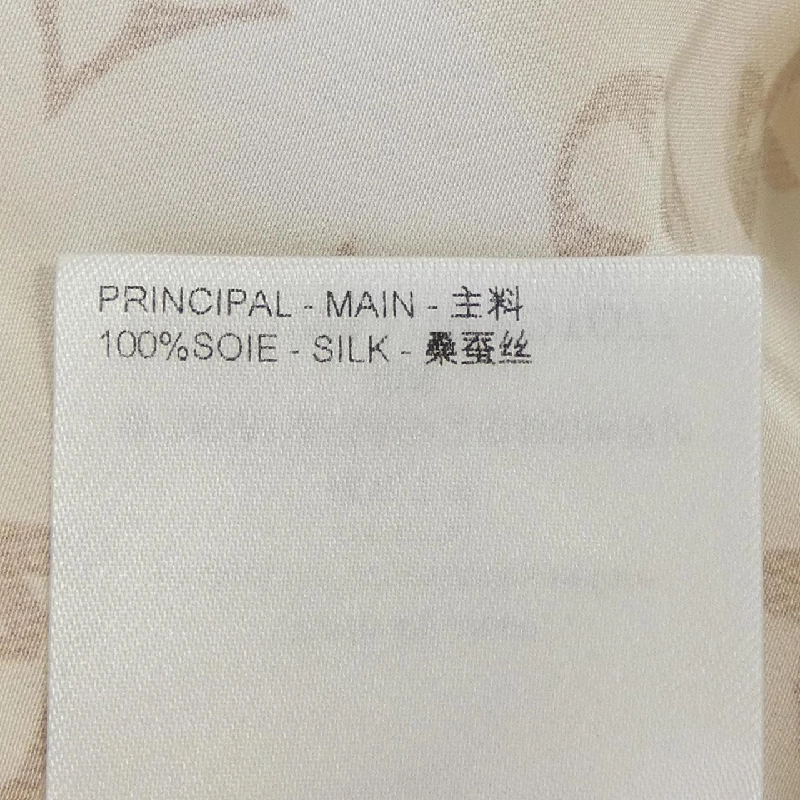 PRINCIPAL - MAIN - 主料
100%SOIE - SILK - 桑蚕丝